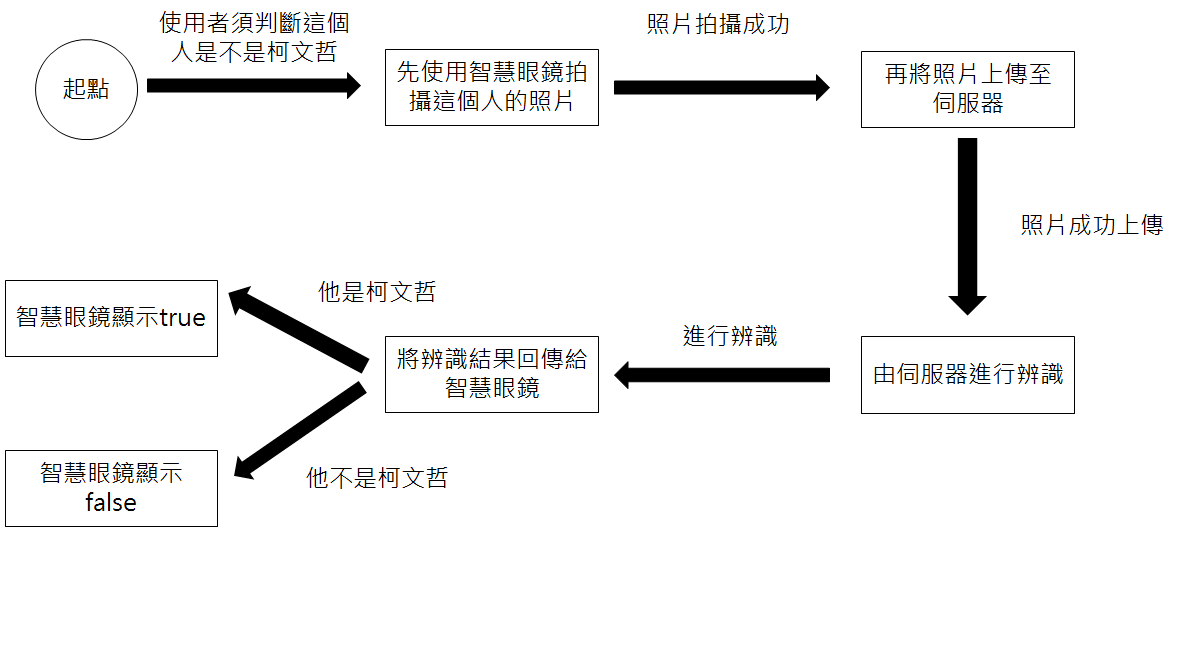 起點
使用者須判斷這個
人是不是柯文哲
先使用智慧眼鏡拍
攝這個人的照片
照片拍攝成功
再將照片上傳至
伺服器
照片成功上傳
由伺服器進行辨識
進行辨識
將辨識結果回傳給
智慧眼鏡
他是柯文哲
智慧眼鏡顯示true
他不是柯文哲
智慧眼鏡顯示
false